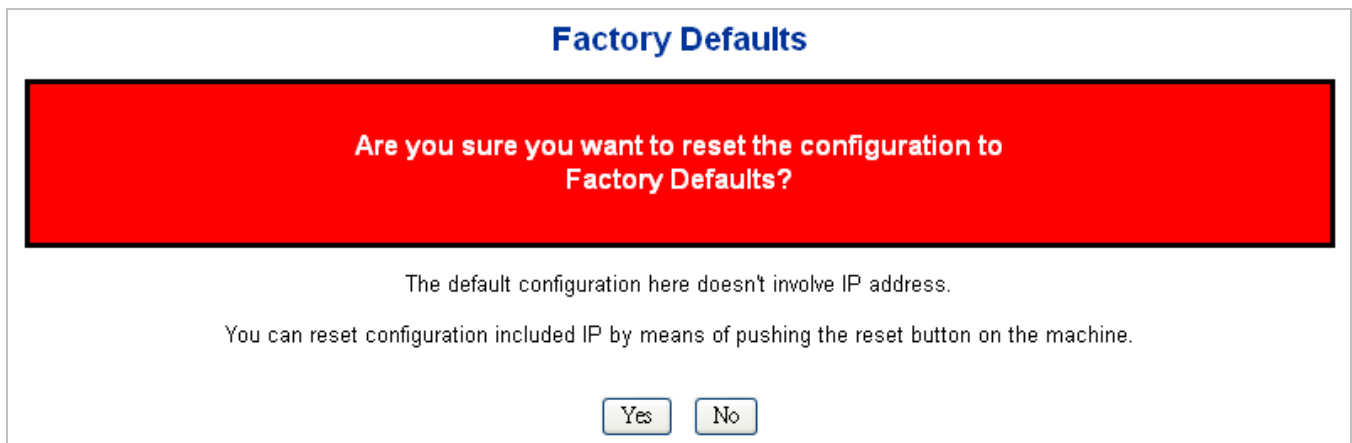 Factory Defaults
Are you sure you want to reset the configuration to
Factory Defaults?
The default configuration here doesn't involve IP address.
You can reset configuration included IP by means of pushing the reset button on the machine.
Yes No